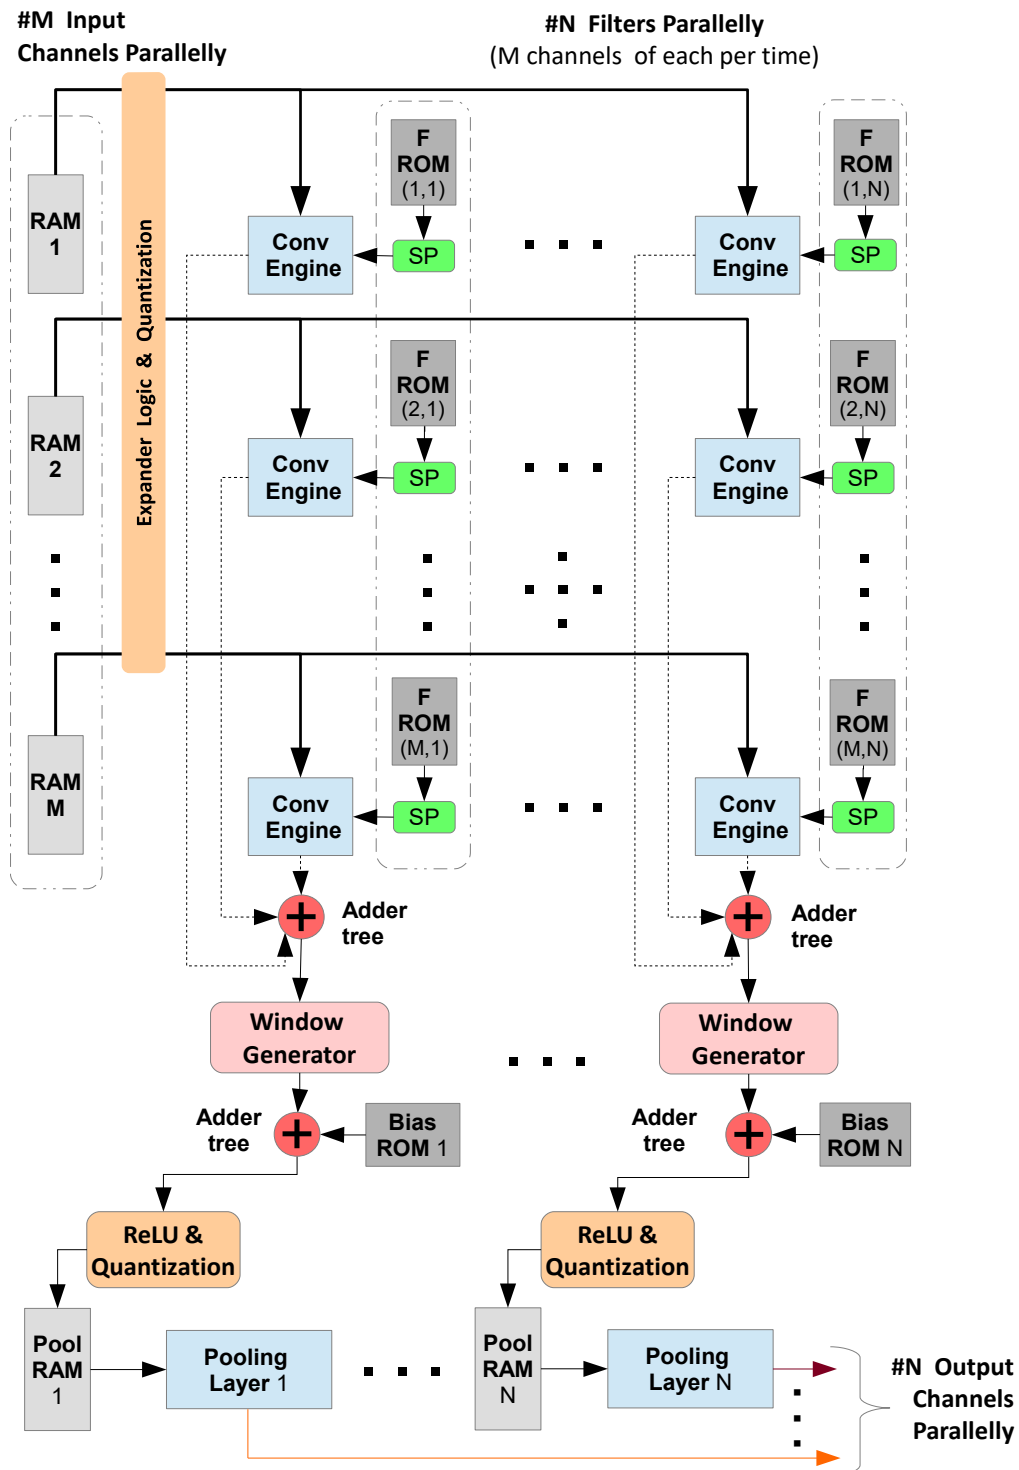 #M Input
Channels Parallelly
#N Filters Parallelly
(M channels of each per time)
Expander Logic & Quantization
RAM
1
F
ROM
(1,1)
SP
Conv
Engine
F
ROM
(1,N)
SP
Conv
Engine
RAM
2
F
ROM
(2,1)
SP
Conv
Engine
F
ROM
(2,N)
SP
Conv
Engine
RAM
M
F
ROM
(M,1)
SP
Conv
Engine
F
ROM
(M,N)
SP
Conv
Engine
+
Adder
tree
+
Adder
tree
Window
Generator
Window
Generator
Adder
tree
+
Bias
ROM 1
Adder
tree
+
Bias
ROM N
ReLU &
Quantization
ReLU &
Quantization
Pool
RAM
1
Pooling
Layer 1
Pool
RAM
N
Pooling
Layer N
#N Output
Channels
Parallelly